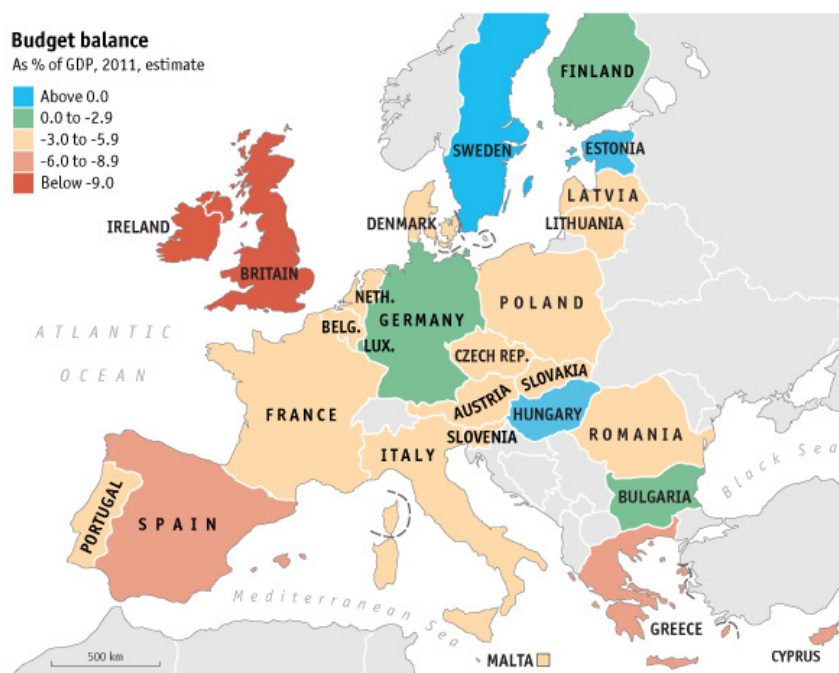 Budget balance
As % of GDP, 2011, estimate
Above 0.0
0.0 to -2.9
-3.0 to -5.9
-6.0 to -8.9
Below -9.0
FINLAND
SWEDEN
ESTONIA
LATVIA
LITHUANIA
DENMARK
IRELAND
BRITAIN
NETH.
POLAND
GERMANY
BELG.
LUX.
ATLANTIC
OCEAN
CZECH REP.
SLOVAKIA
AUSTRIA
FRANCE
HUNGARY
SLOVENIA
ROMANIA
ITALY
Black Sea
BULGARIA
PORTUGAL
SPAIN
Mediterranean Sea
GREECE
CYPRUS
MALTA
500 km